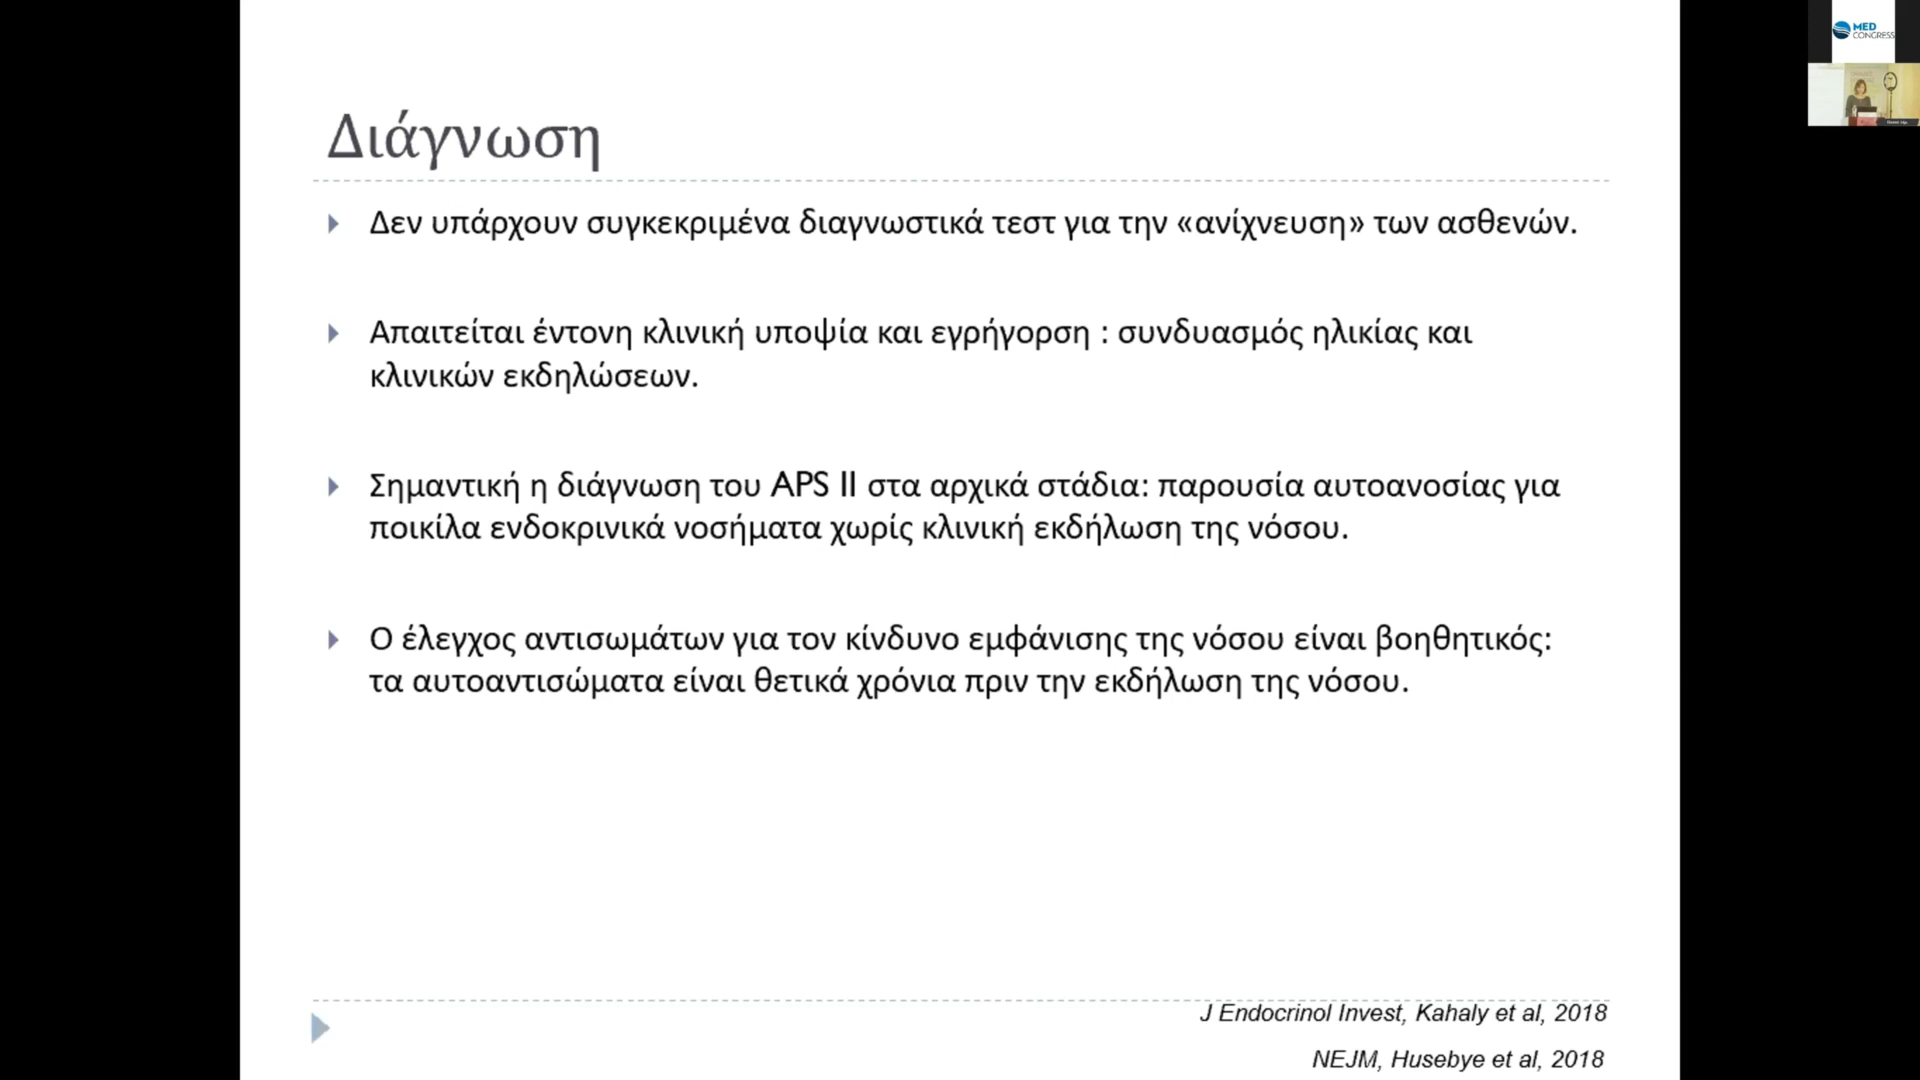 MED
CONGRESS
Διάγνωση
Δεν υπάρχουν συγκεκριμένα διαγνωστικά τεστ για την «ανίχνευση» των ασθενών.
Απαιτείται έντονη κλινική υποψία και εγρήγορση : συνδυασμός ηλικίας και
κλινικών εκδηλώσεων.
Σημαντική η διάγνωση του APS II στα αρχικά στάδια: παρουσία αυτοανοσίας για
ποικίλα ενδοκρινικά νοσήματα χωρίς κλινική εκδήλωση της νόσου.
Ο έλεγχος αντισωμάτων για τον κίνδυνο εμφάνισης της νόσου είναι βοηθητικός:
τα αυτοαντισώματα είναι θετικά χρόνια πριν την εκδήλωση της νόσου.
J Endocrinol Invest, Kahaly et al, 2018
NEJM, Husebye et al, 2018